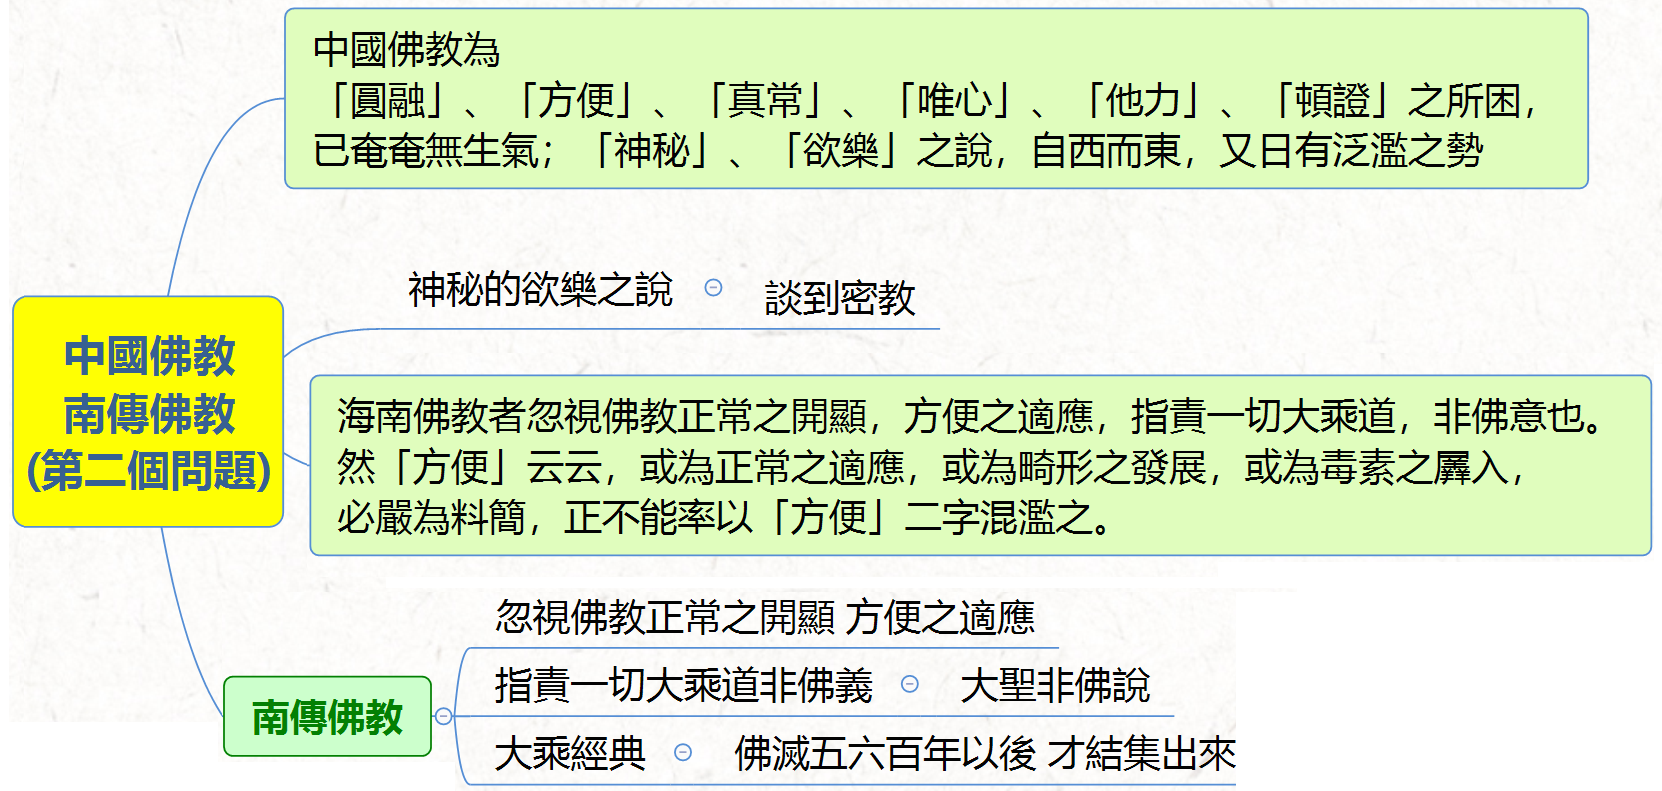 中國佛教為
「圓融」、「方便」、「真常」、「唯心」、「他力」、「頓證」之所困，
已奄奄無生氣；「神秘」、「欲樂」之說，自西而東，又日有泛濫之勢
神秘的欲樂之說
談到密教
中國佛教
南傳佛教
(第二個問題)
海南佛教者忽視佛教正常之開顯，方便之適應，指責一切大乘道，非佛意也。
然「方便」云云，或為正常之適應，或為畸形之發展，或為毒素之羼入，
必嚴為料簡，正不能率以「方便」二字混濫之。
南傳佛教
忽視佛教正常之開顯 方便之適應
指責一切大乘道非佛義
大聖非佛說
大乘經典
佛滅五六百年以後 才結集出來